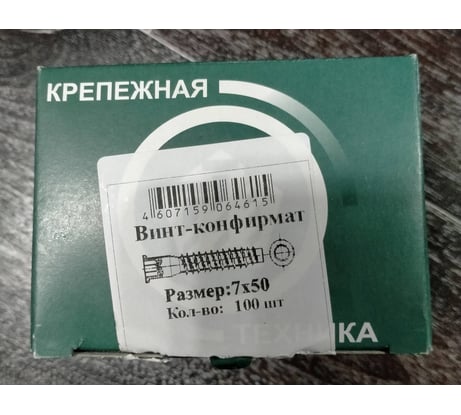 КРЕПЕЖНАЯ
4607159064615
Винт-конфирмат
Размер:7х50
Кол-во: 100 шт
ТЕХНИКА